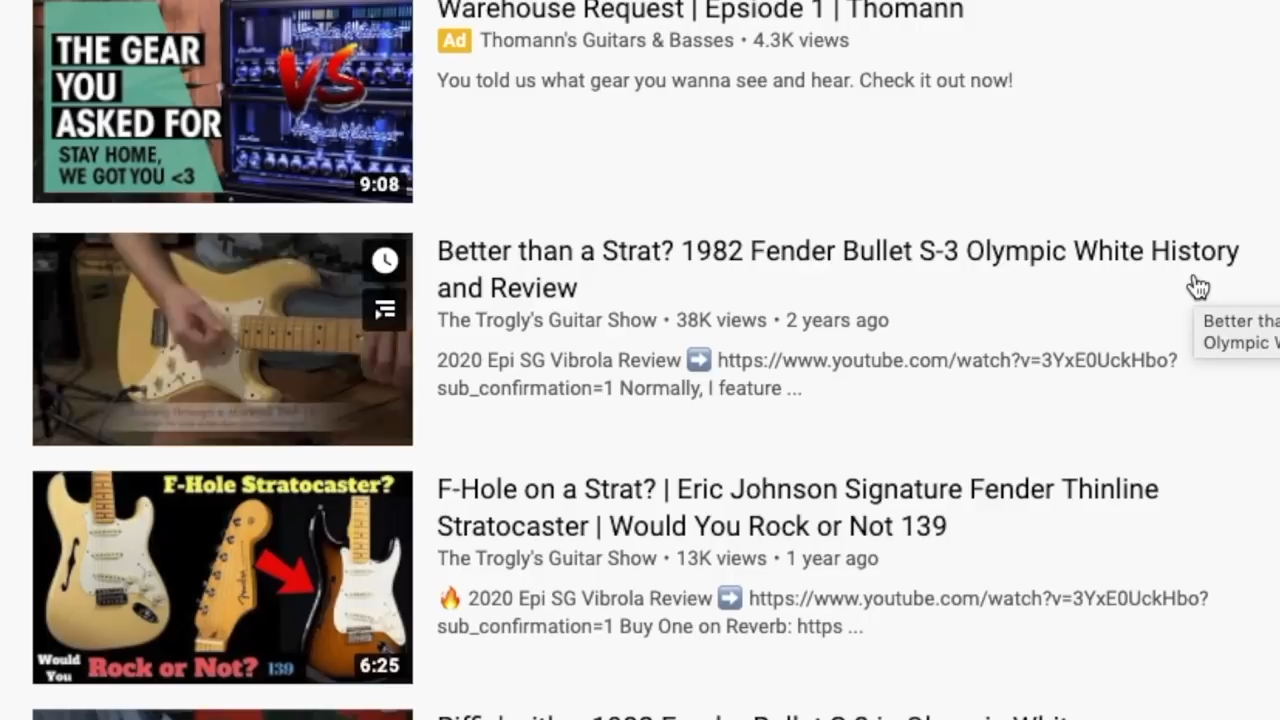 Warehouse Request | Epsiode 1 | Thomann
Ad Thomann's Guitars & Basses • 4.3K views
You told us what gear you wanna see and hear. Check it out now!
THE GEAR
YOU
ASKED FOR
STAY HOME,
WE GOT YOU <3
VS
9:08
Better than a Strat? 1982 Fender Bullet S-3 Olympic White History
and Review
The Trogly's Guitar Show • 38K views • 2 years ago
2020 Epi SG Vibrola Review ➡️ https://www.youtube.com/watch?v=3YxE0UckHbo?
sub_confirmation=1 Normally, I feature ...
Better tha
Olympic W
F-Hole Stratocaster?
Would
You
Rock or Not? 139
6:25
F-Hole on a Strat? | Eric Johnson Signature Fender Thinline
Stratocaster | Would You Rock or Not 139
The Trogly's Guitar Show • 13K views • 1 year ago
🔥 2020 Epi SG Vibrola Review ➡️ https://www.youtube.com/watch?v=3YxE0UckHbo?
sub_confirmation=1 Buy One on Reverb: https ...